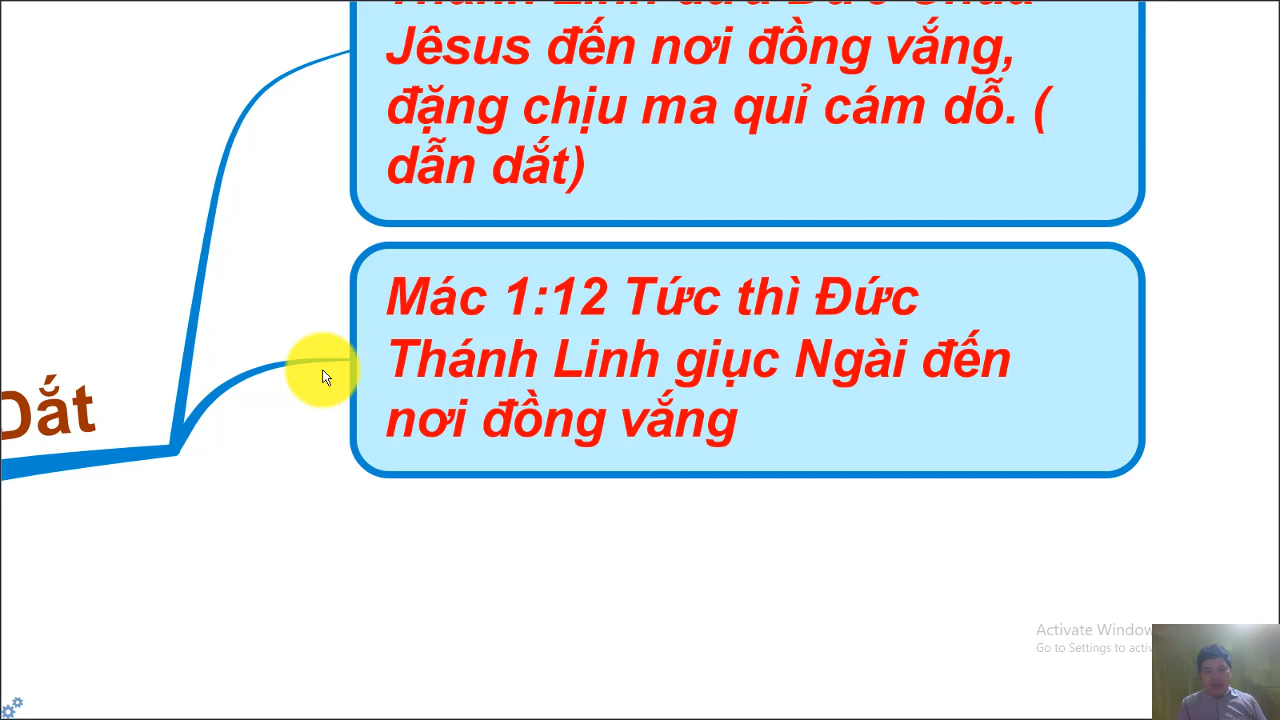 Jêsus đến nơi đồng vắng,
đặng chịu ma quỉ cám dỗ. (
dẫn dắt)
Mác 1:12 Tức thì Đức
Thánh Linh giục Ngài đến
nơi đồng vắng
Dắt
Activate Window
Go to Settings to activ